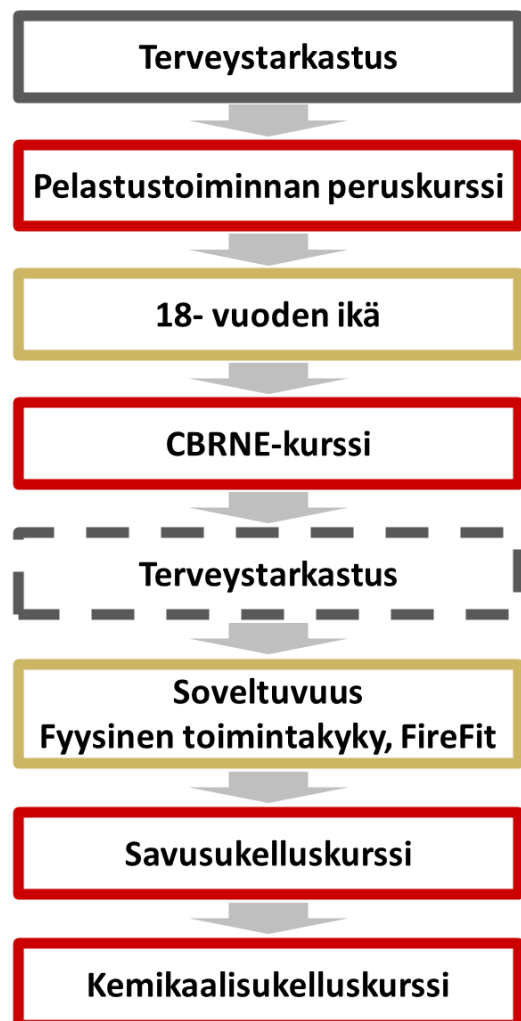 Terveystarkastus
Pelastustoiminnan peruskurssi
18- vuoden ikä
CBRNE-kurssi
Terveystarkastus
Soveltuvuus
Fyysinen toimintakyky, FireFit
Savusukelluskurssi
Kemikaalisukelluskurssi